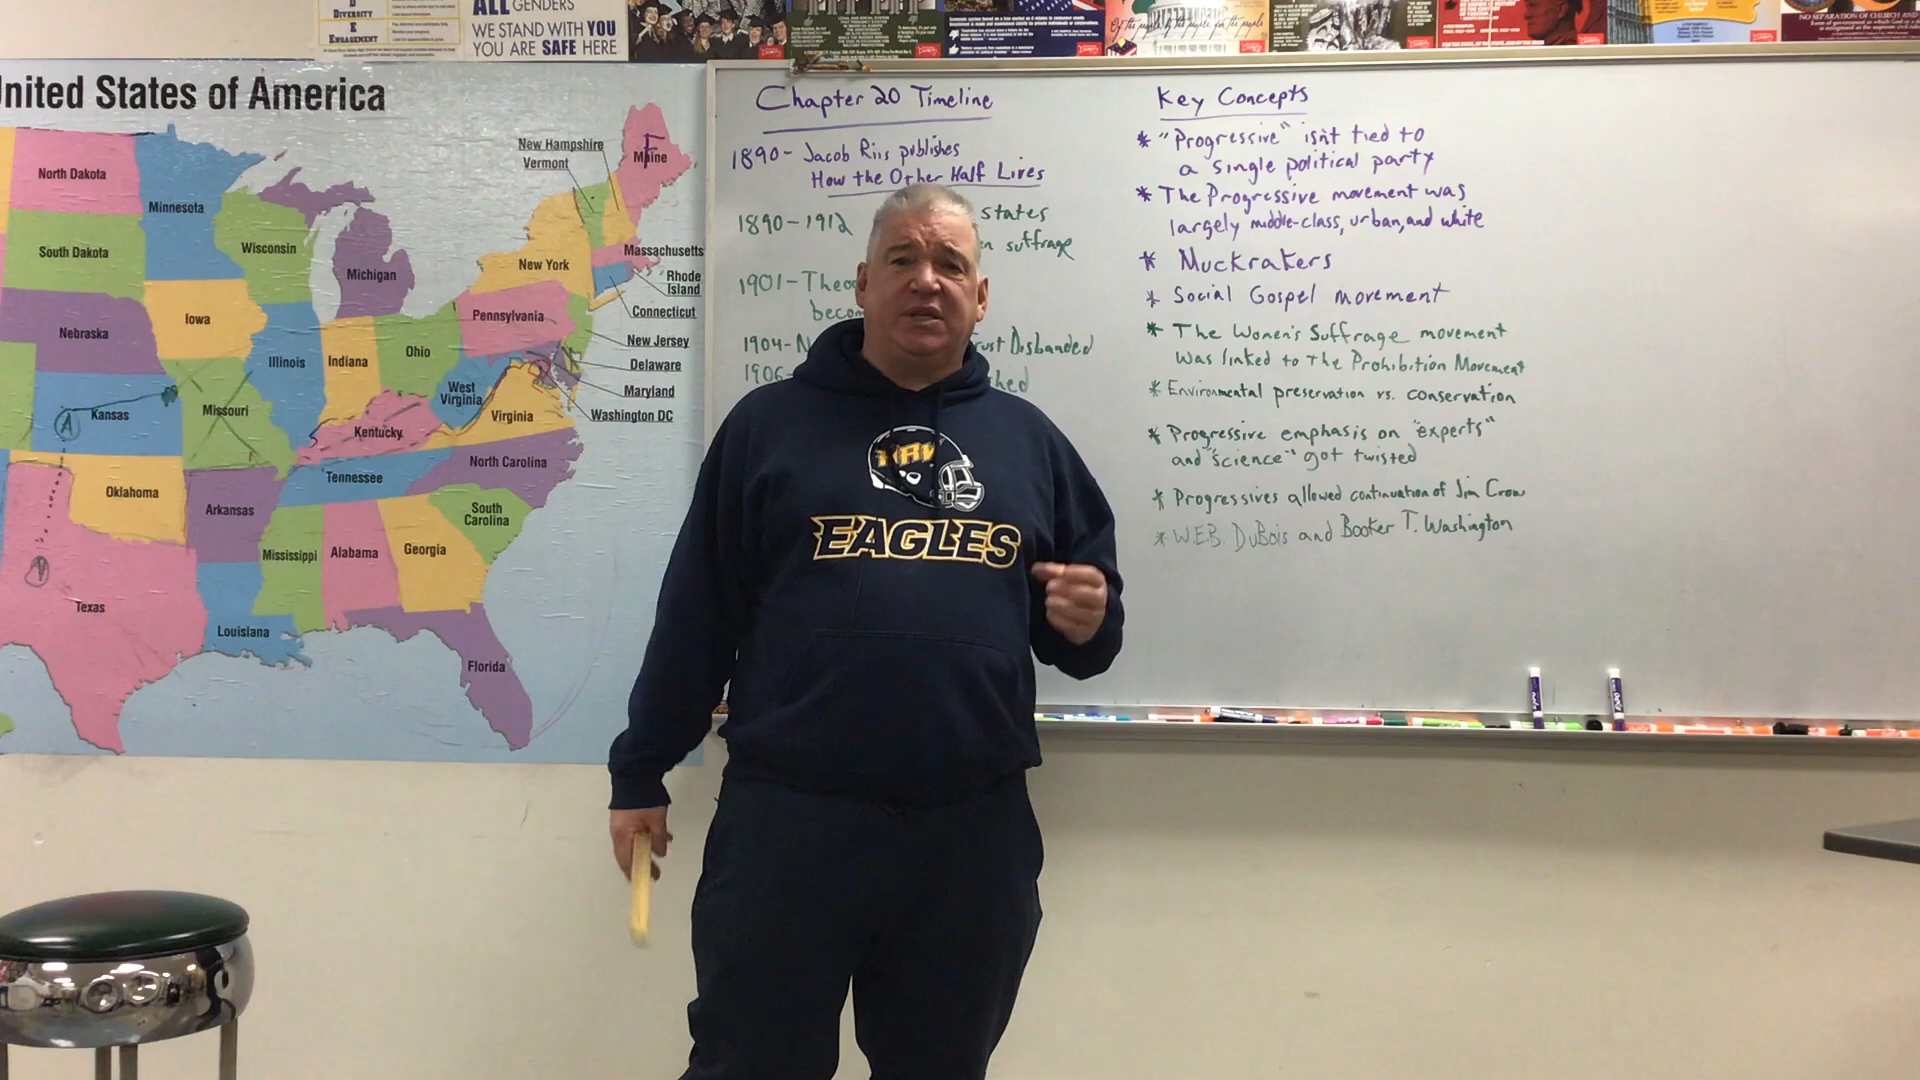 DIVERSITY
E
ENGAGEMENT
ALL GENDERS
WE STAND WITH YOU
YOU ARE SAFE HERE
NO SEPARATION OF CHURCH AND
United States of America
North Dakota
Minnesota
South Dakota
Wisconsin
Michigan
Nebraska
Iowa
Illinois
Indiana
Ohio
Pennsylvania
New York
New Hampshire
Vermont
Maine
F
Massachusetts
Rhode
Island
Connecticut
New Jersey
Delaware
Maryland
Washington DC
West
Virginia
Virginia
Kansas
A
Missouri
Kentucky
Tennessee
North Carolina
Oklahoma
Arkansas
South
Carolina
Mississippi
Alabama
Georgia
Texas
Louisiana
Florida
Chapter 20 Timeline
1890- Jacob Riis publishes
How the Other Half Lives
1890-1912 states
suffrage
1901-
1904- Disbanded
1906-
EAGLES
Key Concepts
* "Progressive" isn't tied to
a single political party
* The Progressive movement was
largely middle-class, urban, and white
* Muckrakers
* Social Gospel movement
* The Women's Suffrage movement
was linked to the Prohibition Movement
* Environmental preservation vs. conservation
* Progressive emphasis on "experts"
and "science" got twisted
* Progressives allowed continuation of Jim Crow
* W.E.B. DuBois and Booker T. Washington